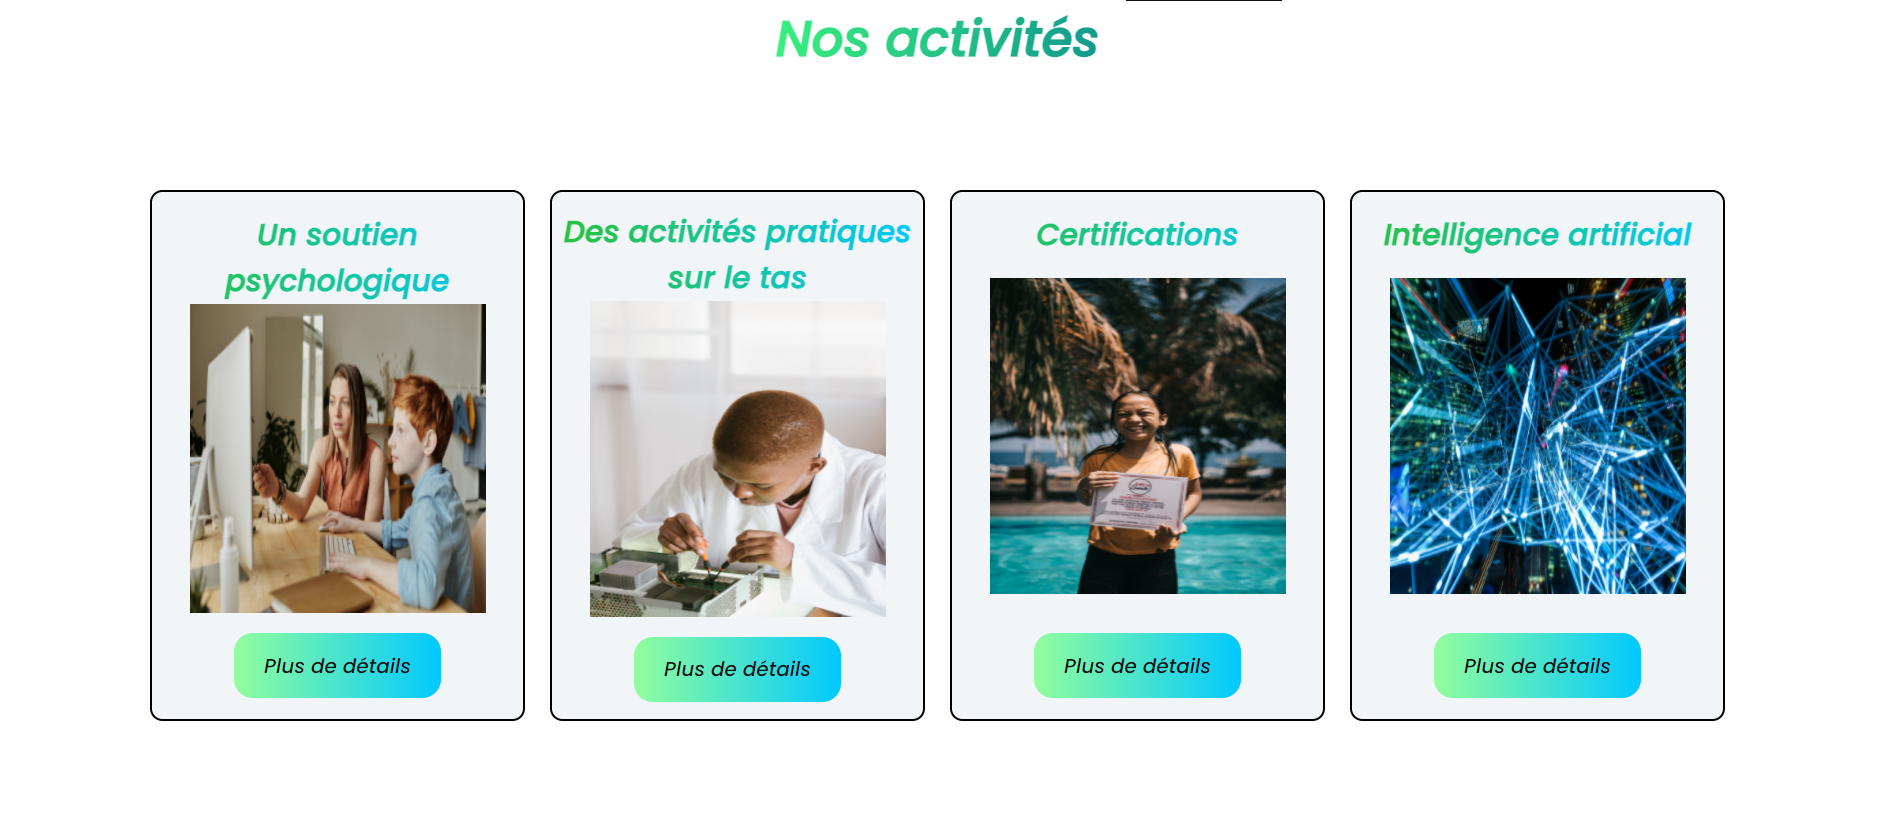 Nos activités
Un soutien
psychologique
Des activités pratiques
sur le tas
Certifications
Intelligence artificial
Plus de détails
Plus de détails
Plus de détails
Plus de détails